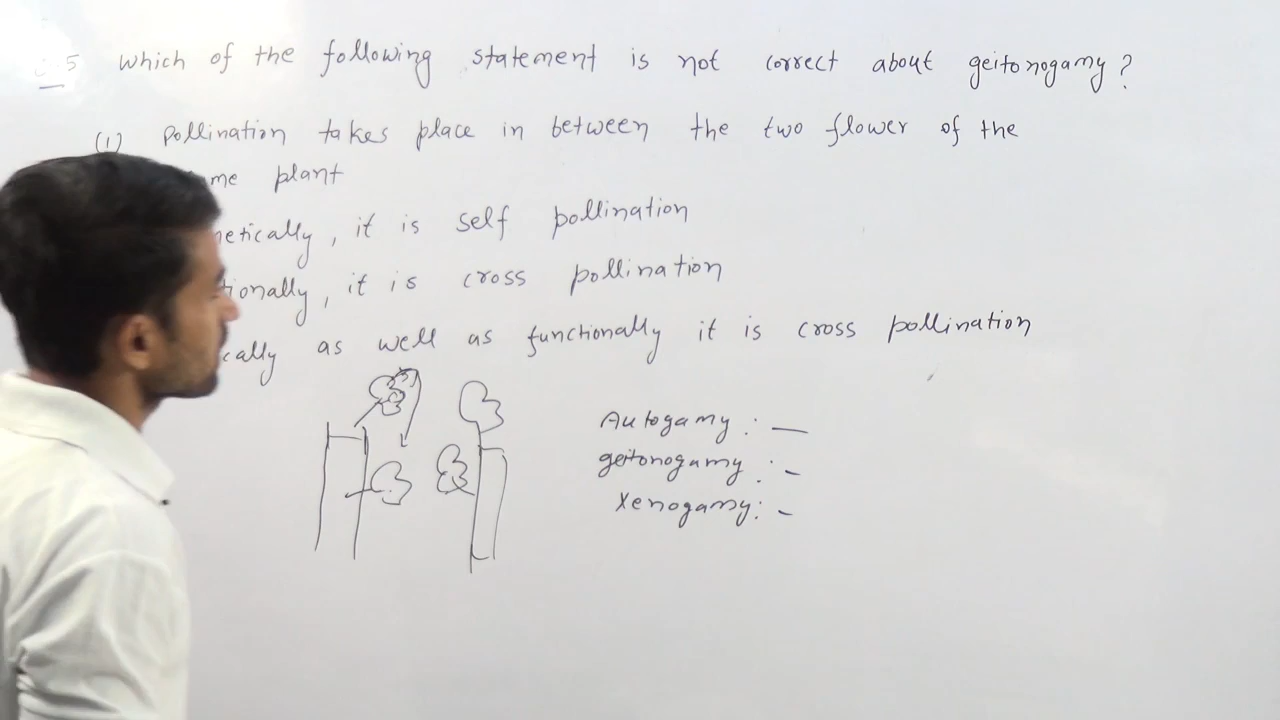 5 which of the following statement is not correct about geitonogamy?
(1) pollination takes place in between the two flower of the
me plant
netically, it is self pollination
tionally, it is cross pollination
cally as well as functionally it is cross pollination
Autogamy : —
geitonogamy : -
Xenogamy : -